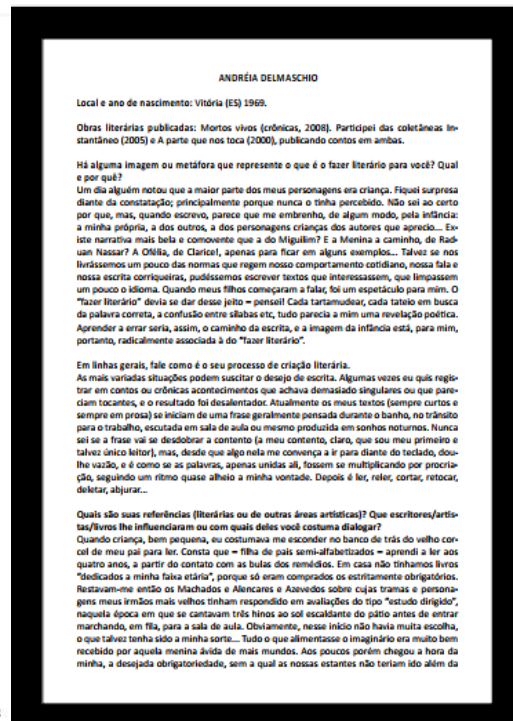 ANDRÉIA DELMASCHIO
Local e ano de nascimento: Vitória (ES) 1969.
Obras literárias publicadas: Mortos vivos (crônicas, 2008). Participei das coletâneas In-
stantâneo (2005) e A parte que nos toca (2000), publicando contos em ambas.
Há alguma imagem ou metáfora que represente o que é o fazer literário para você? Qual
e por quê?
Um dia alguém notou que a maior parte dos meus personagens era criança. Fiquei surpresa
diante da constatação; principalmente porque nunca o tinha percebido. Não sei ao certo
por que, mas, quando escrevo, parece que me embrenho, de algum modo, pela infância:
a minha própria, a dos outros, a dos personagens crianças dos autores que aprecio... Ex-
iste narrativa mais bela e comovente que a do Miguilim? E a Menina a caminho, de Rad-
uan Nassar? A Ofélia, de Clarice!, apenas para ficar em alguns exemplos... Talvez se nos
livrássemos um pouco das normas que regem nosso comportamento cotidiano, nossa fala e
nossa escrita corriqueiras, pudéssemos escrever textos que interessassem, que limpassem
um pouco o idioma. Quando meus filhos começaram a falar, foi um espetáculo para mim. O
"fazer literário" devia se dar desse jeito – pensei! Cada tartamudear, cada tateio em busca
da palavra correta, a confusão entre sílabas etc, tudo parecia a mim uma revelação poética.
Aprender a errar seria, assim, o caminho da escrita, e a imagem da infância está, para mim,
portanto, radicalmente associada à do "fazer literário".
Em linhas gerais, fale como é o seu processo de criação literária.
As mais variadas situações podem suscitar o desejo de escrita. Algumas vezes eu quis regis-
trar em contos ou crônicas acontecimentos que achava demasiado singulares ou que pare-
ciam tocantes, e o resultado foi desalentador. Atualmente os meus textos (sempre curtos e
sempre em prosa) se iniciam de uma frase geralmente pensada durante o banho, no trânsito
para o trabalho, escutada em sala de aula ou mesmo produzida em sonhos noturnos. Nunca
sei se a frase vai se desdobrar a contento (a meu contento, claro, que sou meu primeiro e
talvez único leitor), mas, desde que algo nela me convença a ir para diante do teclado, dou-
lhe vazão, e é como se as palavras, apenas unidas ali, fossem se multiplicando por procria-
ção, seguindo um ritmo quase alheio a minha vontade. Depois é ler, reler, cortar, retocar,
deletar, abjurar...
Quais são suas referências (literárias ou de outras áreas artísticas)? Que escritores/artis-
tas/livros lhe influenciaram ou com quais deles você costuma dialogar?
Quando criança, bem pequena, eu costumava me esconder no banco de trás do velho cor-
cel de meu pai para ler. Consta que – filha de pais semi-alfabetizados – aprendi a ler aos
quatro anos, a partir do contato com as bulas dos remédios. Em casa não tínhamos livros
"dedicados a minha faixa etária", porque só eram comprados os estritamente obrigatórios.
Restavam-me então os Machados e Alencares e Azevedos sobre cujas tramas e persona-
gens meus irmãos mais velhos tinham respondido em avaliações do tipo "estudo dirigido",
naquela época em que se cantavam três hinos ao sol escaldante do pátio antes de entrar
marchando, em fila, para a sala de aula. Obviamente, nesse início não havia muita escolha,
o que talvez tenha sido a minha sorte... Tudo o que alimentasse o imaginário era muito bem
recebido por aquela menina ávida de mais mundos. Aos poucos porém chegou a hora da
minha, a desejada obrigatoriedade, sem a qual as nossas estantes não teriam ido além da